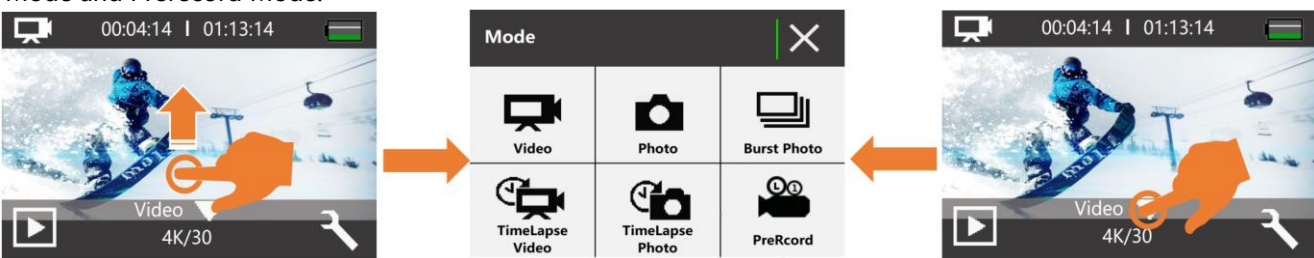 mode and Prerecord mode.
00:04:14 | 01:13:14
Video
4K/30
Mode
Video
Photo
Burst Photo
TimeLapse
Video
TimeLapse
Photo
PreRcord
00:04:14 | 01:13:14
Video
4K/30